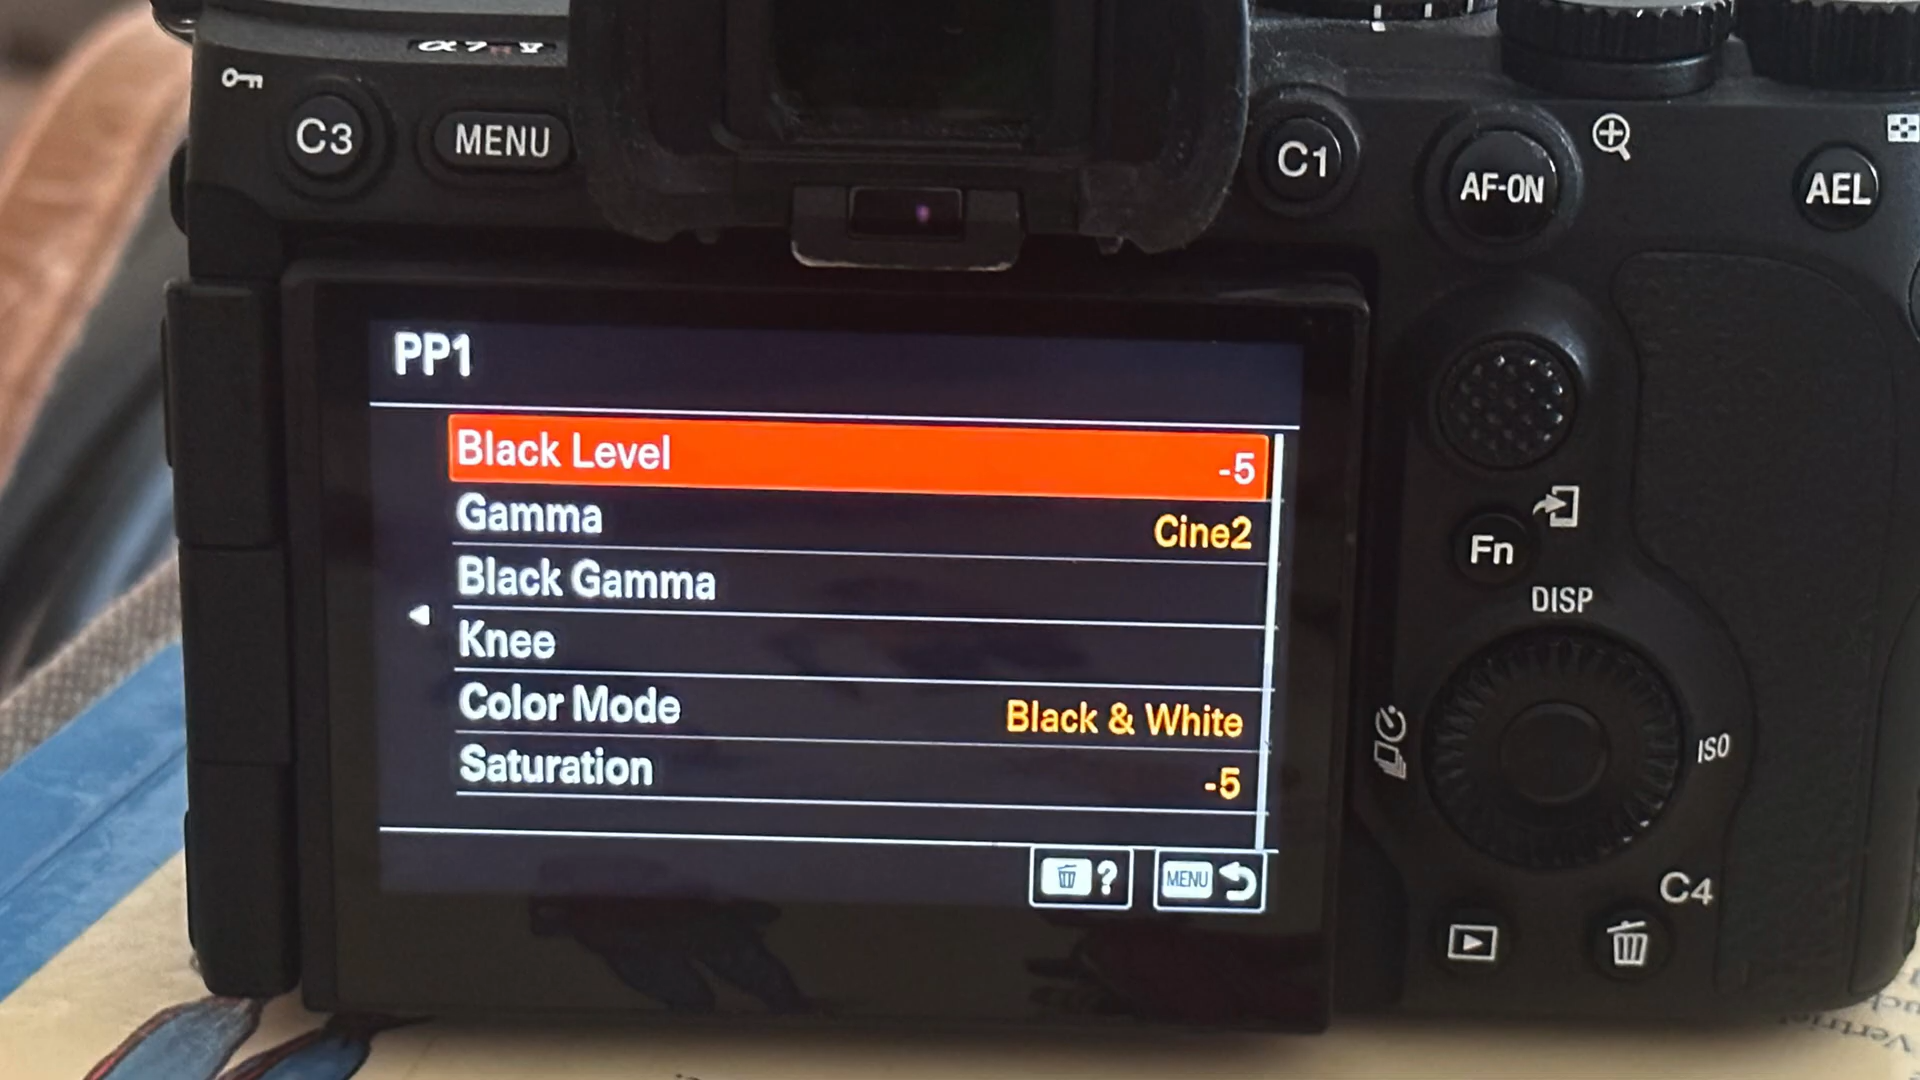 α7R V
C3
MENU
C1
AF-ON
AEL
PP1
Black Level -5
Gamma Cine2
Black Gamma
Knee
Color Mode Black & White
Saturation -5
? MENU
Fn
DISP
ISO
C4